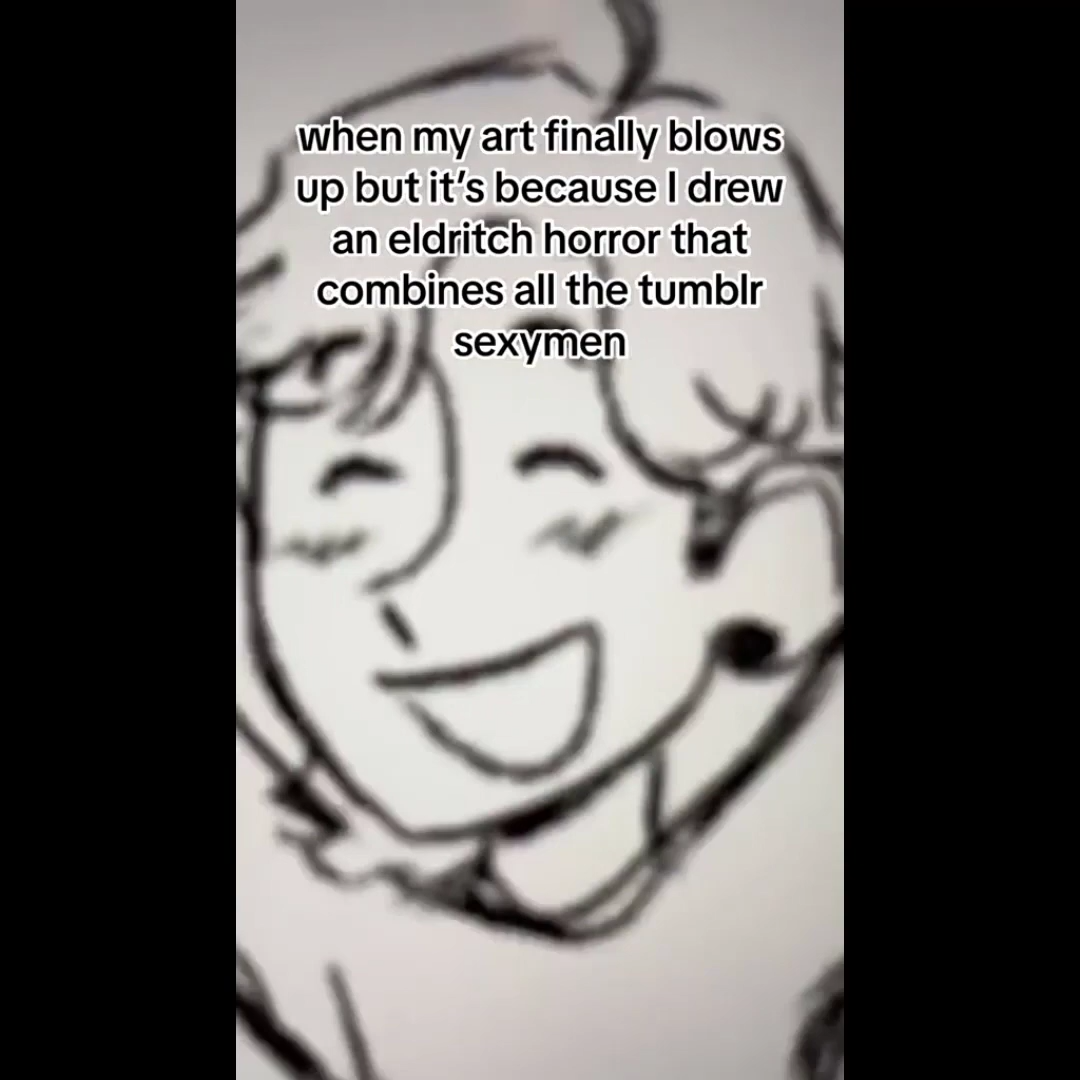 when my art finally blows
up but it’s because I drew
an eldritch horror that
combines all the tumblr
sexymen